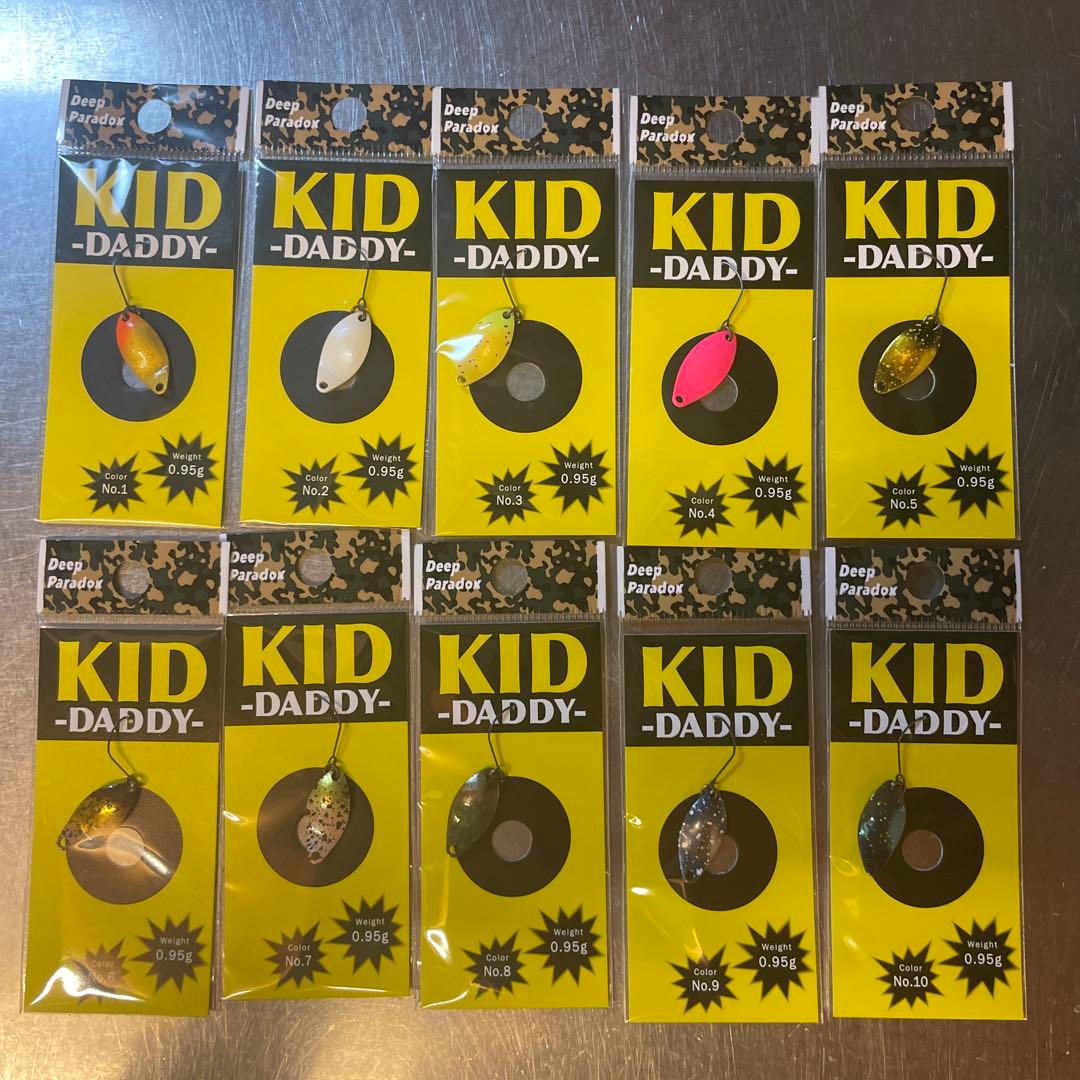 Deep
Paradox
KID
-DADDY-
Color
No.1
Weight
0.95g
Deep
Paradox
KID
-DADDY-
Color
No.2
Weight
0.95g
Deep
Paradox
KID
-DADDY-
Color
No.3
Weight
0.95g
Deep
Paradox
KID
-DADDY-
Color
No.4
Weight
0.95g
Deep
Paradox
KID
-DADDY-
Color
No.5
Weight
0.95g
Deep
Paradox
KID
-DADDY-
Color
No.6
Weight
0.95g
Deep
Paradox
KID
-DADDY-
Color
No.7
Weight
0.95g
Deep
Paradox
KID
-DADDY-
Color
No.8
Weight
0.95g
Deep
Paradox
KID
-DADDY-
Color
No.9
Weight
0.95g
Deep
Paradox
KID
-DADDY-
Color
No.10
Weight
0.95g